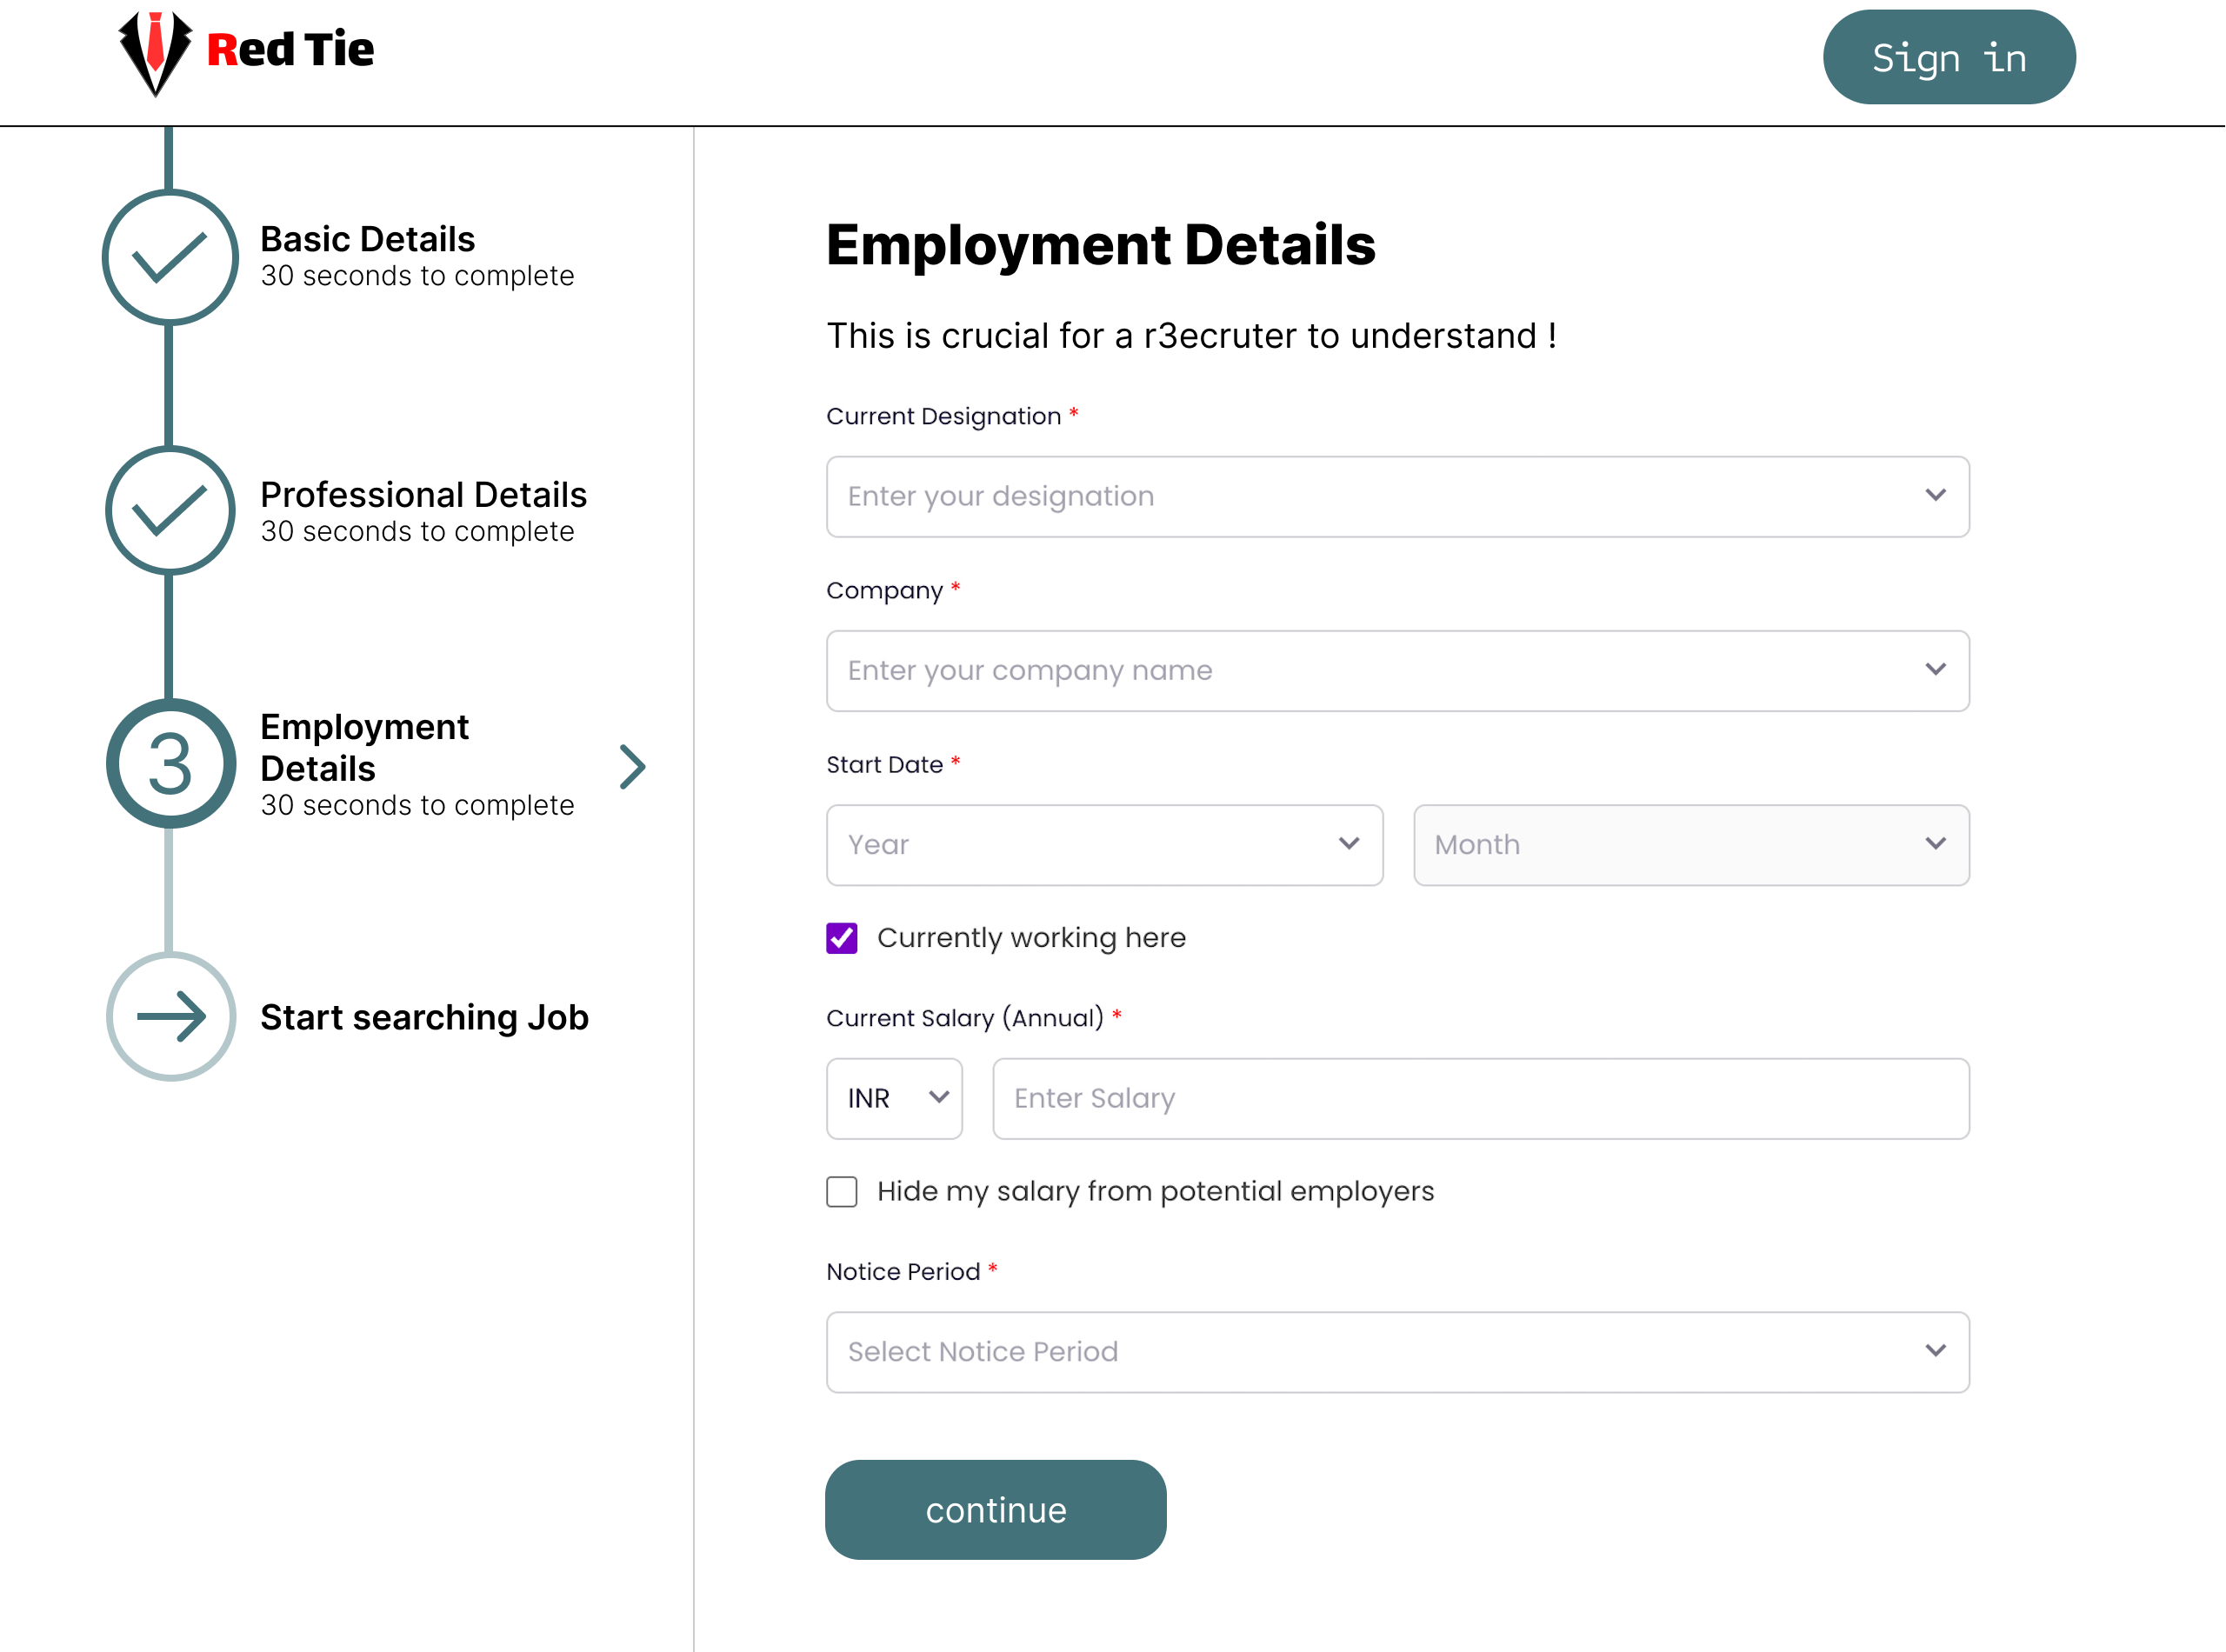 Red Tie
Sign in
Basic Details
30 seconds to complete
Professional Details
30 seconds to complete
3
Employment
Details
30 seconds to complete
Start searching Job
Employment Details
This is crucial for a r3ecruter to understand !
Current Designation *
Enter your designation
Company *
Enter your company name
Start Date *
Year
Month
Currently working here
Current Salary (Annual) *
INR
Enter Salary
Hide my salary from potential employers
Notice Period *
Select Notice Period
continue